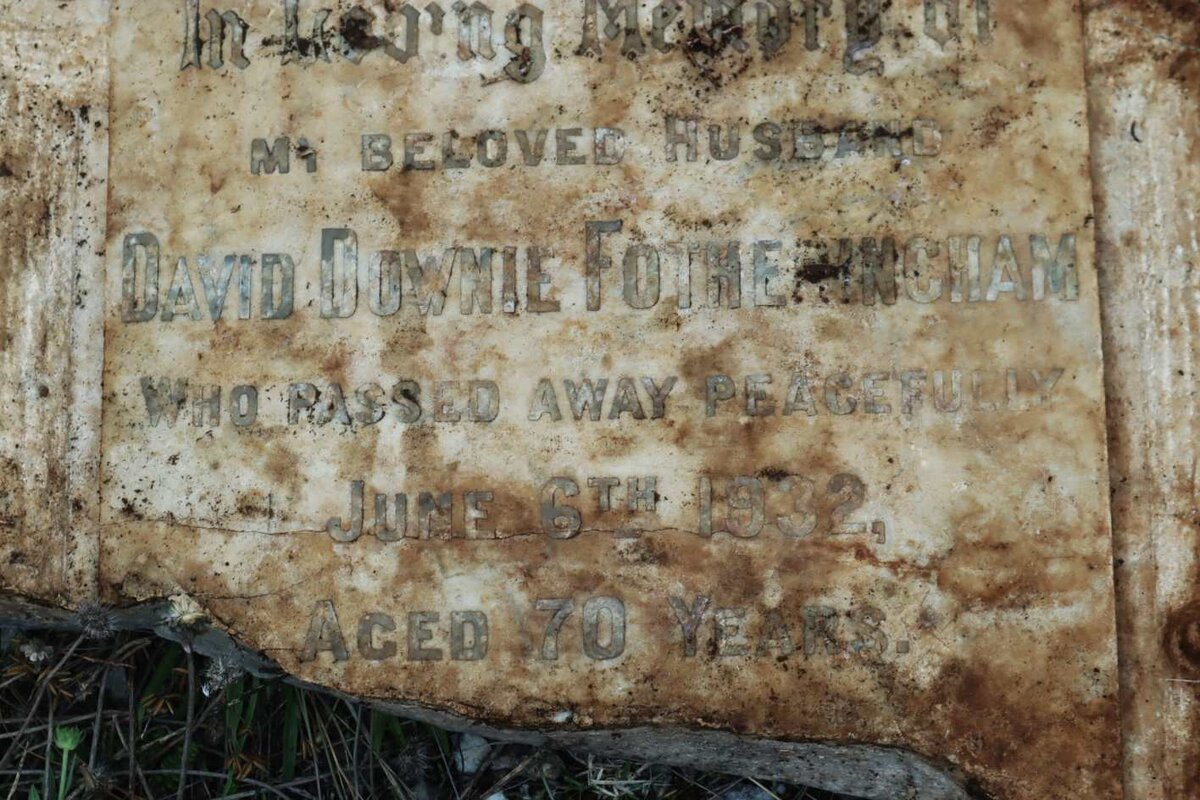 In Loving Memory of
MY BELOVED HUSBAND
DAVID DOWNIE FOTHERINGHAM
WHO PASSED AWAY PEACEFULLY
JUNE 6TH 1932,
AGED 70 YEARS.